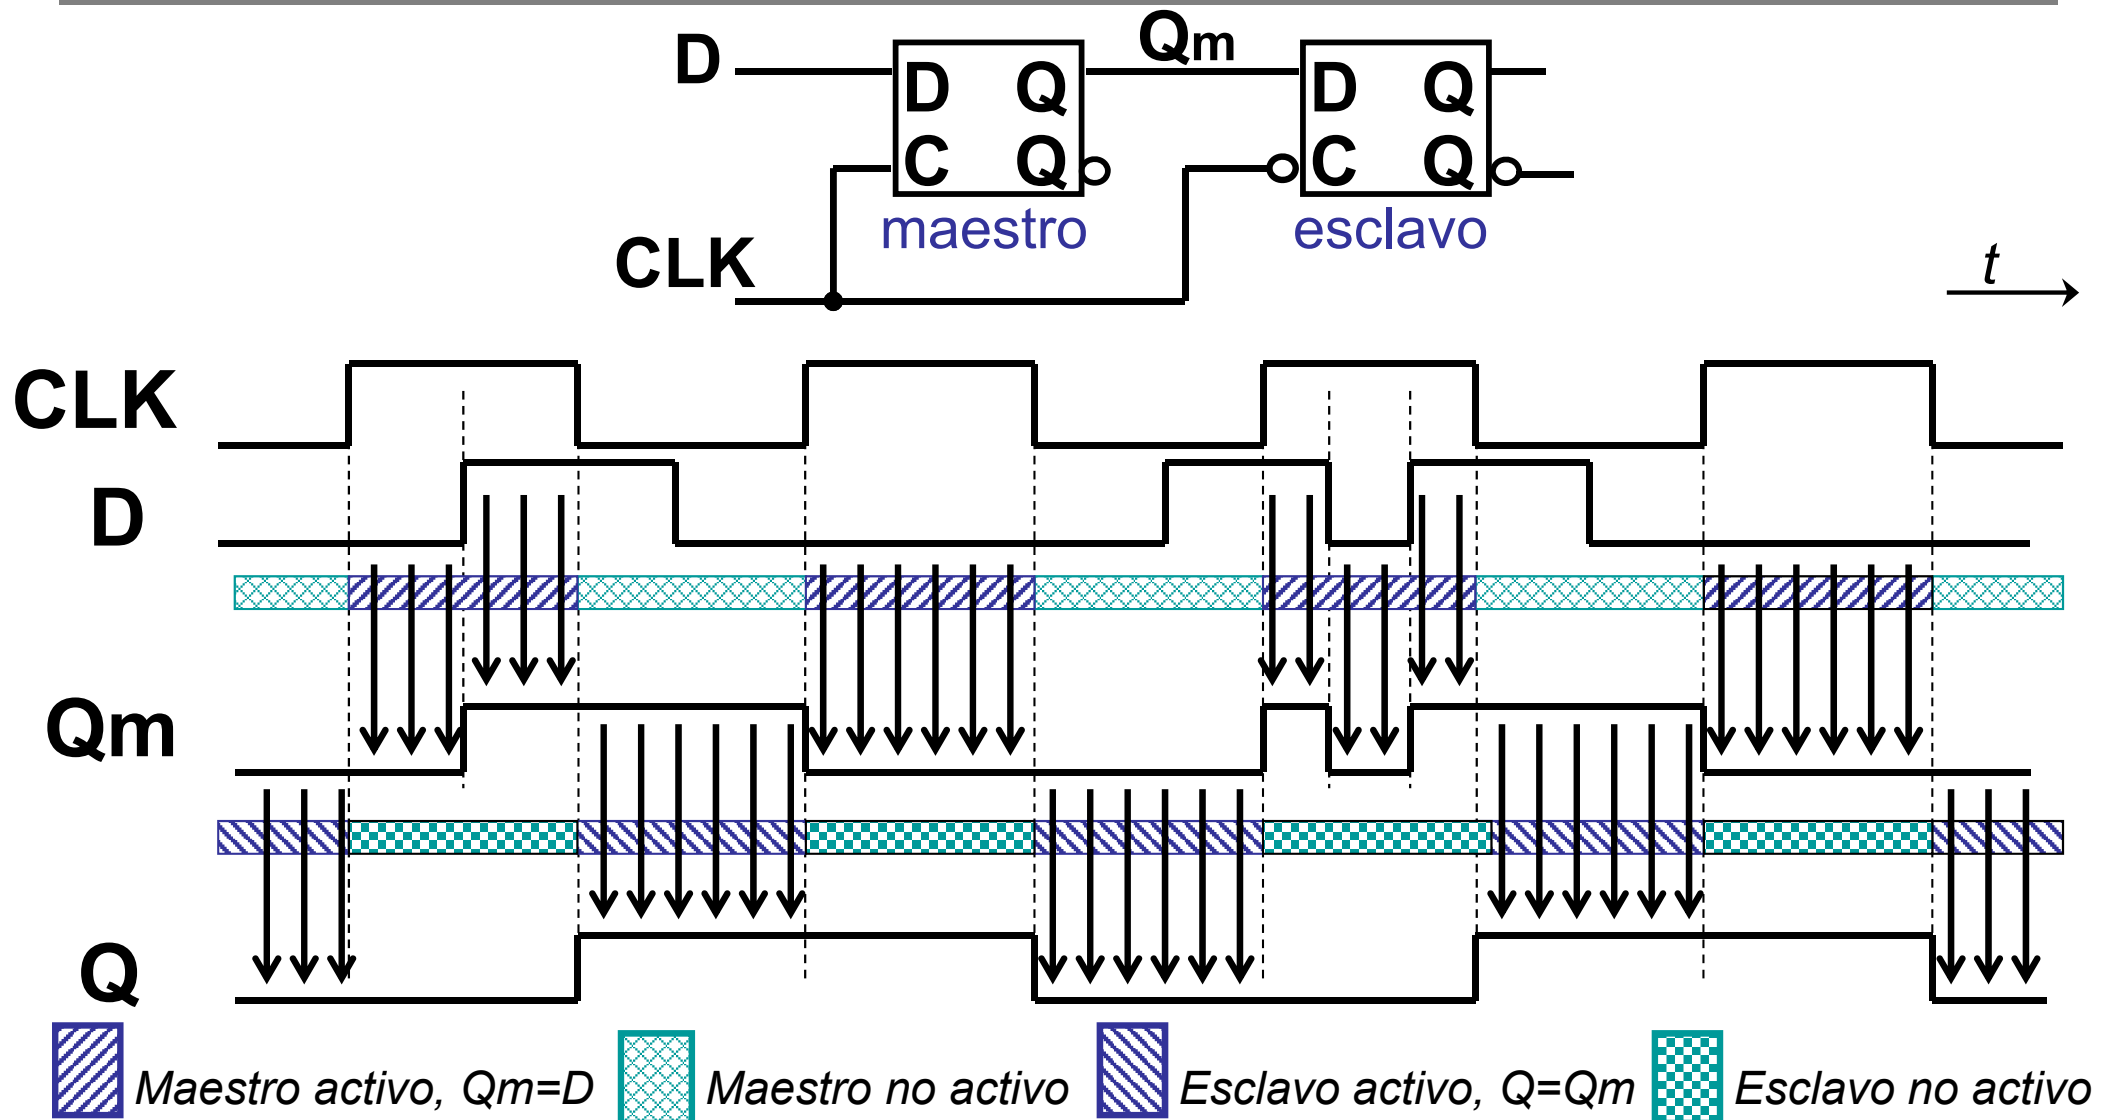 D
Qm
D Q D Q
C Q C Q
maestro esclavo
CLK
t
CLK
D
Qm
Q
Maestro activo, Qm=D Maestro no activo Esclavo activo, Q=Qm Esclavo no activo